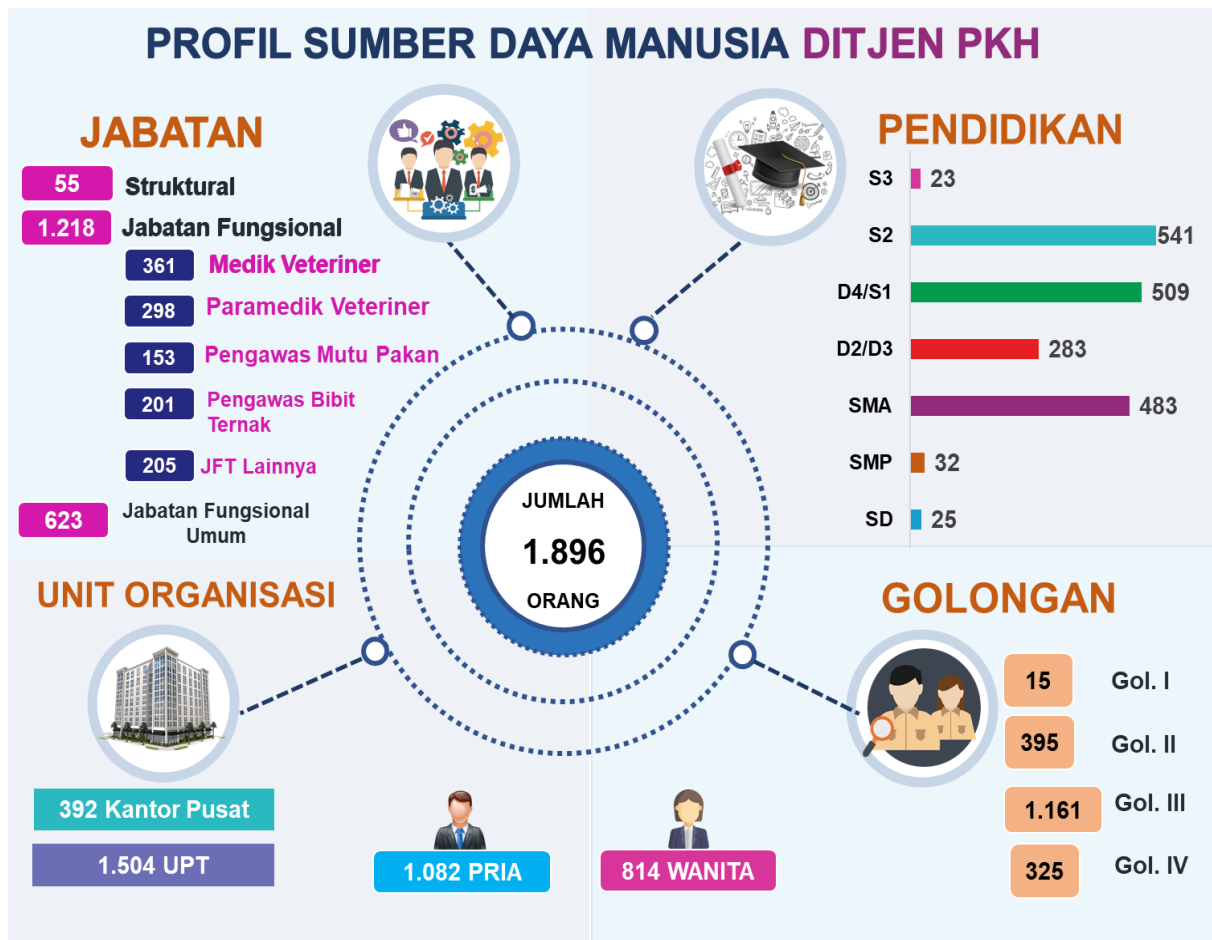 PROFIL SUMBER DAYA MANUSIA DITJEN PKH
JABATAN
55 Struktural
1.218 Jabatan Fungsional
361 Medik Veteriner
298 Paramedik Veteriner
153 Pengawas Mutu Pakan
201 Pengawas Bibit
Ternak
205 JFT Lainnya
623 Jabatan Fungsional
Umum
PENDIDIKAN
S3 23
S2 541
D4/S1 509
D2/D3 283
SMA 483
SMP 32
SD 25
JUMLAH
1.896
ORANG
UNIT ORGANISASI
392 Kantor Pusat
1.504 UPT
1.082 PRIA
814 WANITA
GOLONGAN
15 Gol. I
395 Gol. II
1.161 Gol. III
325 Gol. IV